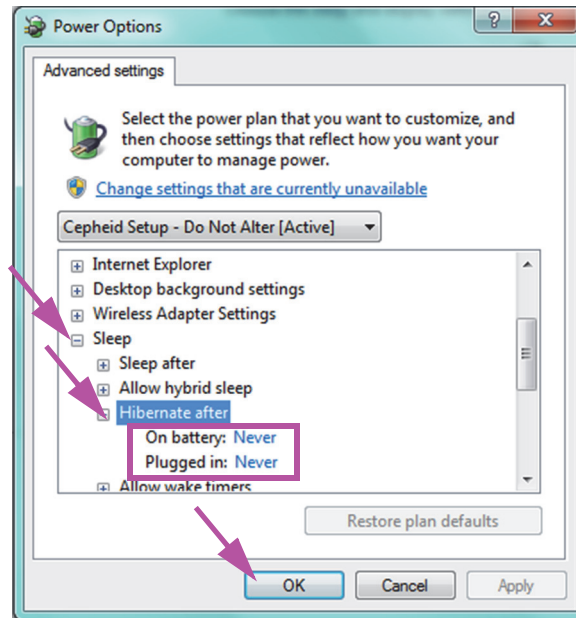 Power Options
Advanced settings
Select the power plan that you want to customize, and
then choose settings that reflect how you want your
computer to manage power.
Change settings that are currently unavailable
Cepheid Setup - Do Not Alter [Active]
Internet Explorer
Desktop background settings
Wireless Adapter Settings
Sleep
Sleep after
Allow hybrid sleep
Hibernate after
On battery: Never
Plugged in: Never
Allow wake timers
Restore plan defaults
OK Cancel Apply